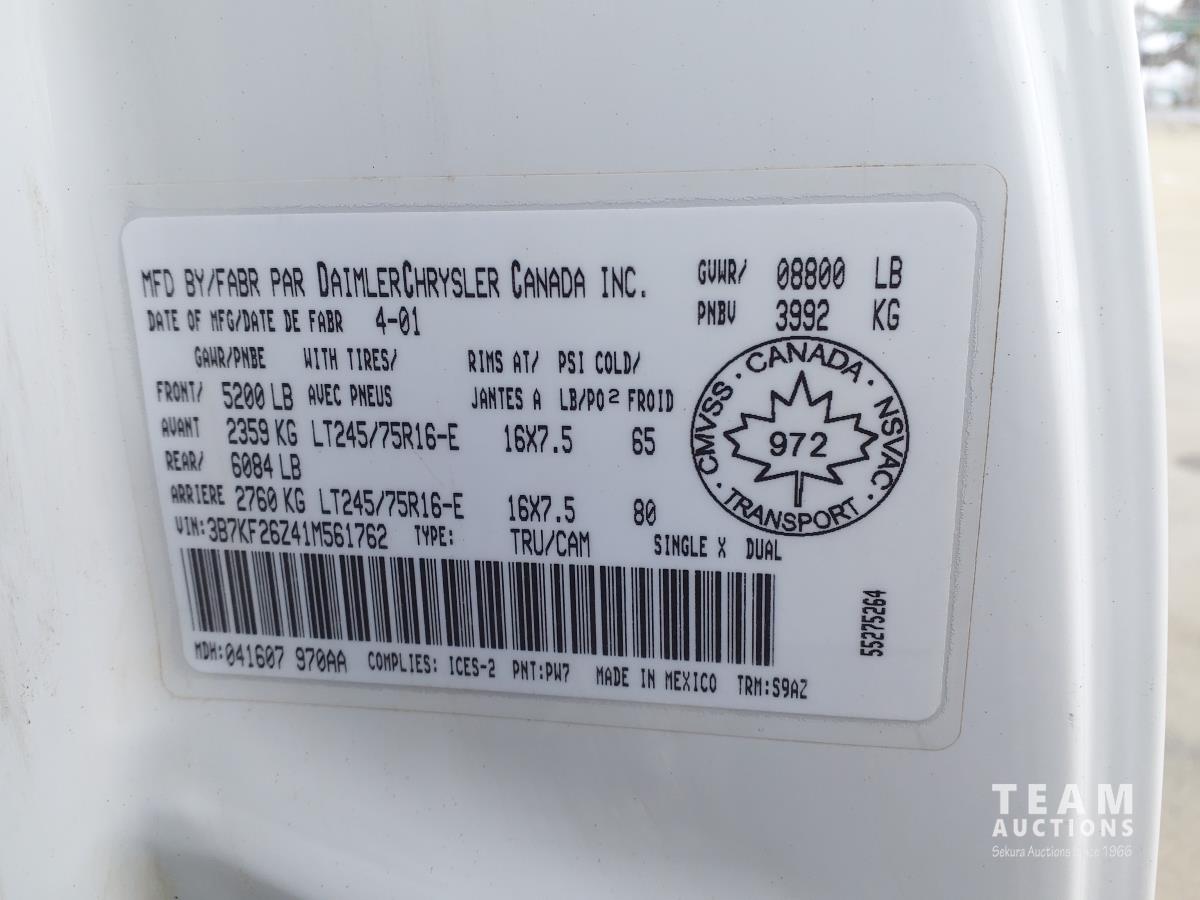 MFD BY/FABR PAR DAIMLERCHRYSLER CANADA INC.
DATE OF MFG/DATE DE FABR 4-01
GVWR/ 08800 LB
PNBV 3992 KG
GAWR/PNBE WITH TIRES/ RIMS AT/ PSI COLD/
FRONT/ 5200 LB AVEC PNEUS JANTES A LB/PO2 FROID
AVANT 2359 KG LT245/75R16-E 16X7.5 65
REAR/ 6084 LB
ARRIERE 2760 KG LT245/75R16-E 16X7.5 80
VIN:3B7KF26Z41M561762 TYPE: TRU/CAM SINGLE X DUAL
CMVSS · CANADA · NSVAC · TRANSPORT ·
972
55275264
MDH:041607 970AA COMPLIES: ICES-2 PNT:PW7 MADE IN MEXICO TRM:S9AZ
TEAM
AUCTIONS
Sekura Auctions Since 1966